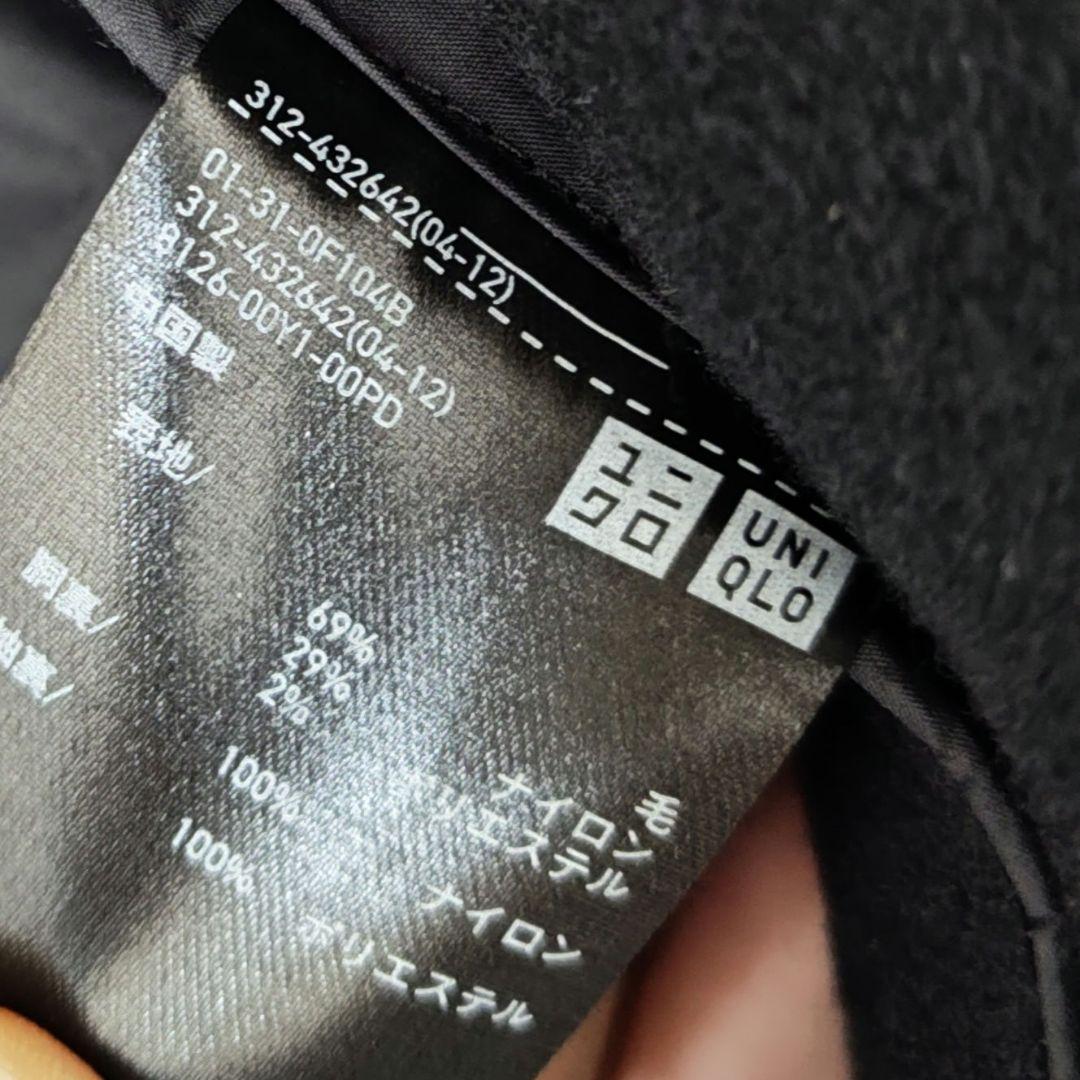 312-432642(04-12)
01-31-0F104B
312-432642(04-12)
8126-00Y1-00PD
中国製
ユニ
クロ
UNI
QLO
表地/
69% 毛
29% ナイロン
2% ポリエステル
胴裏/ 100% ナイロン
袖裏/ 100% ポリエステル